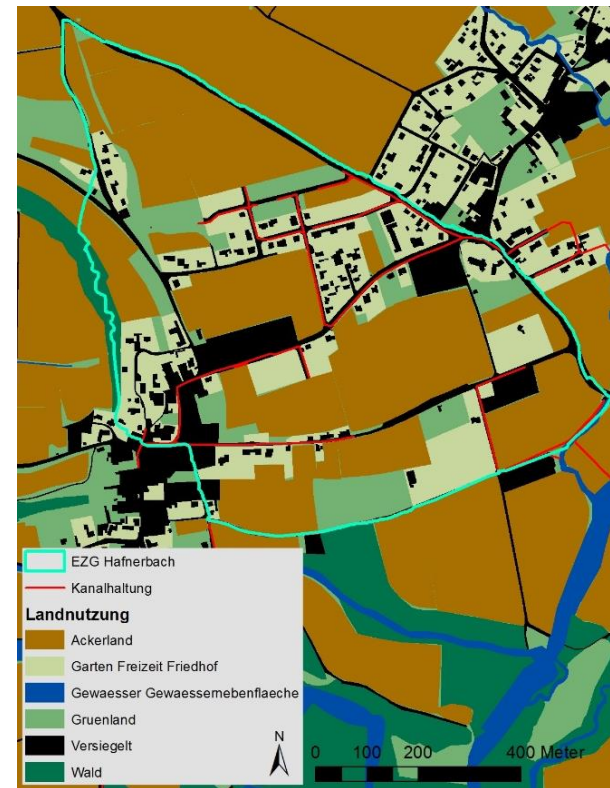 EZG Hafnerbach
Kanalhaltung
Landnutzung
Ackerland
Garten Freizeit Friedhof
Gewaesser Gewaessernebenflaeche
Gruenland
Versiegelt
Wald
N
0 100 200 400 Meter